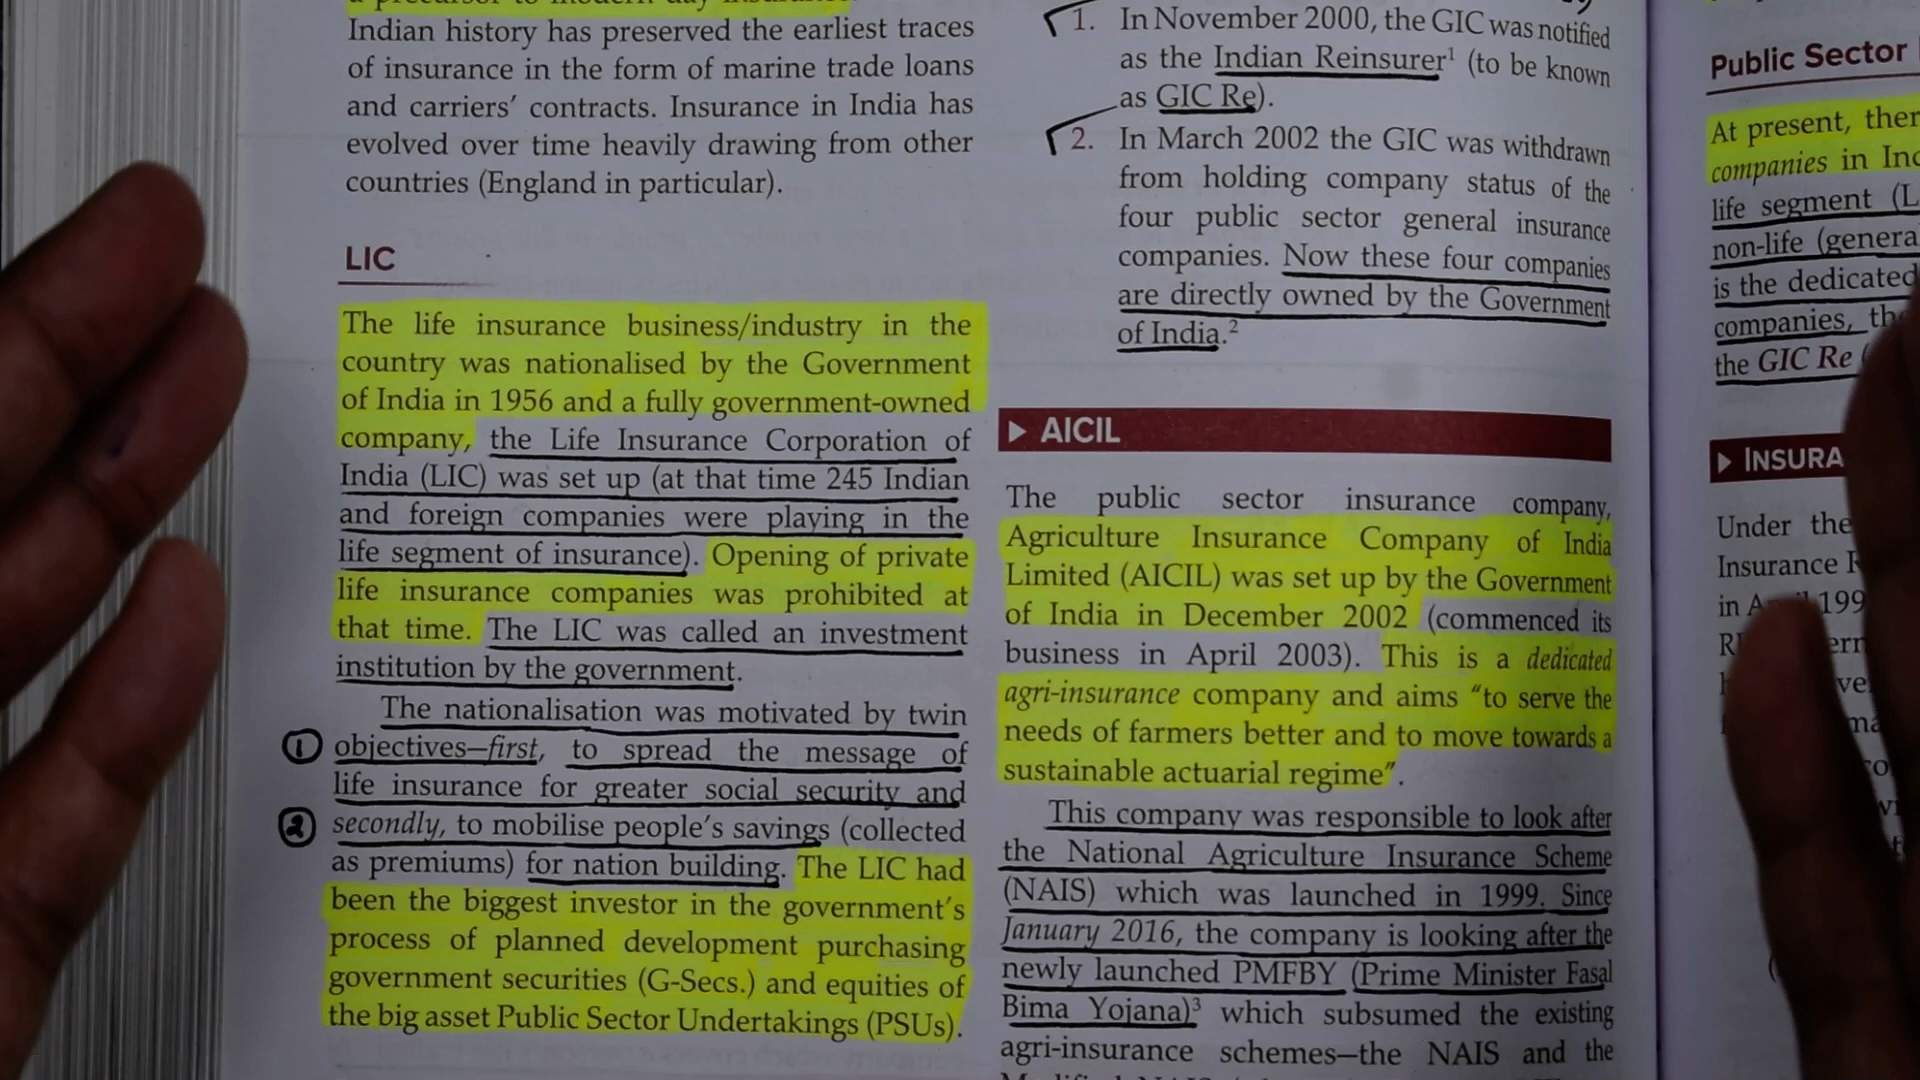 a precursor to modern day insurance.
Indian history has preserved the earliest traces
of insurance in the form of marine trade loans
and carriers' contracts. Insurance in India has
evolved over time heavily drawing from other
countries (England in particular).
LIC
The life insurance business/industry in the
country was nationalised by the Government
of India in 1956 and a fully government-owned
company, the Life Insurance Corporation of
India (LIC) was set up (at that time 245 Indian
and foreign companies were playing in the
life segment of insurance). Opening of private
life insurance companies was prohibited at
that time. The LIC was called an investment
institution by the government.
The nationalisation was motivated by twin
1 objectives—first, to spread the message of
life insurance for greater social security and
2 secondly, to mobilise people's savings (collected
as premiums) for nation building. The LIC had
been the biggest investor in the government's
process of planned development purchasing
government securities (G-Secs.) and equities of
the big asset Public Sector Undertakings (PSUs).
1. In November 2000, the GIC was notified
as the Indian Reinsurer¹ (to be known
as GIC Re).
2. In March 2002 the GIC was withdrawn
from holding company status of the
four public sector general insurance
companies. Now these four companies
are directly owned by the Government
of India.²
▶ AICIL
The public sector insurance company,
Agriculture Insurance Company of India
Limited (AICIL) was set up by the Government
of India in December 2002 (commenced its
business in April 2003). This is a dedicated
agri-insurance company and aims "to serve the
needs of farmers better and to move towards a
sustainable actuarial regime".
This company was responsible to look after
the National Agriculture Insurance Scheme
(NAIS) which was launched in 1999. Since
January 2016, the company is looking after the
newly launched PMFBY (Prime Minister Fasal
Bima Yojana)³ which subsumed the existing
agri-insurance schemes—the NAIS and the
Public Sector
At present, ther
companies in Ind
life segment (L
non-life (genera
is the dedicated
companies, the
the GIC Re (
▶ INSURA
Under the
Insurance
in 199